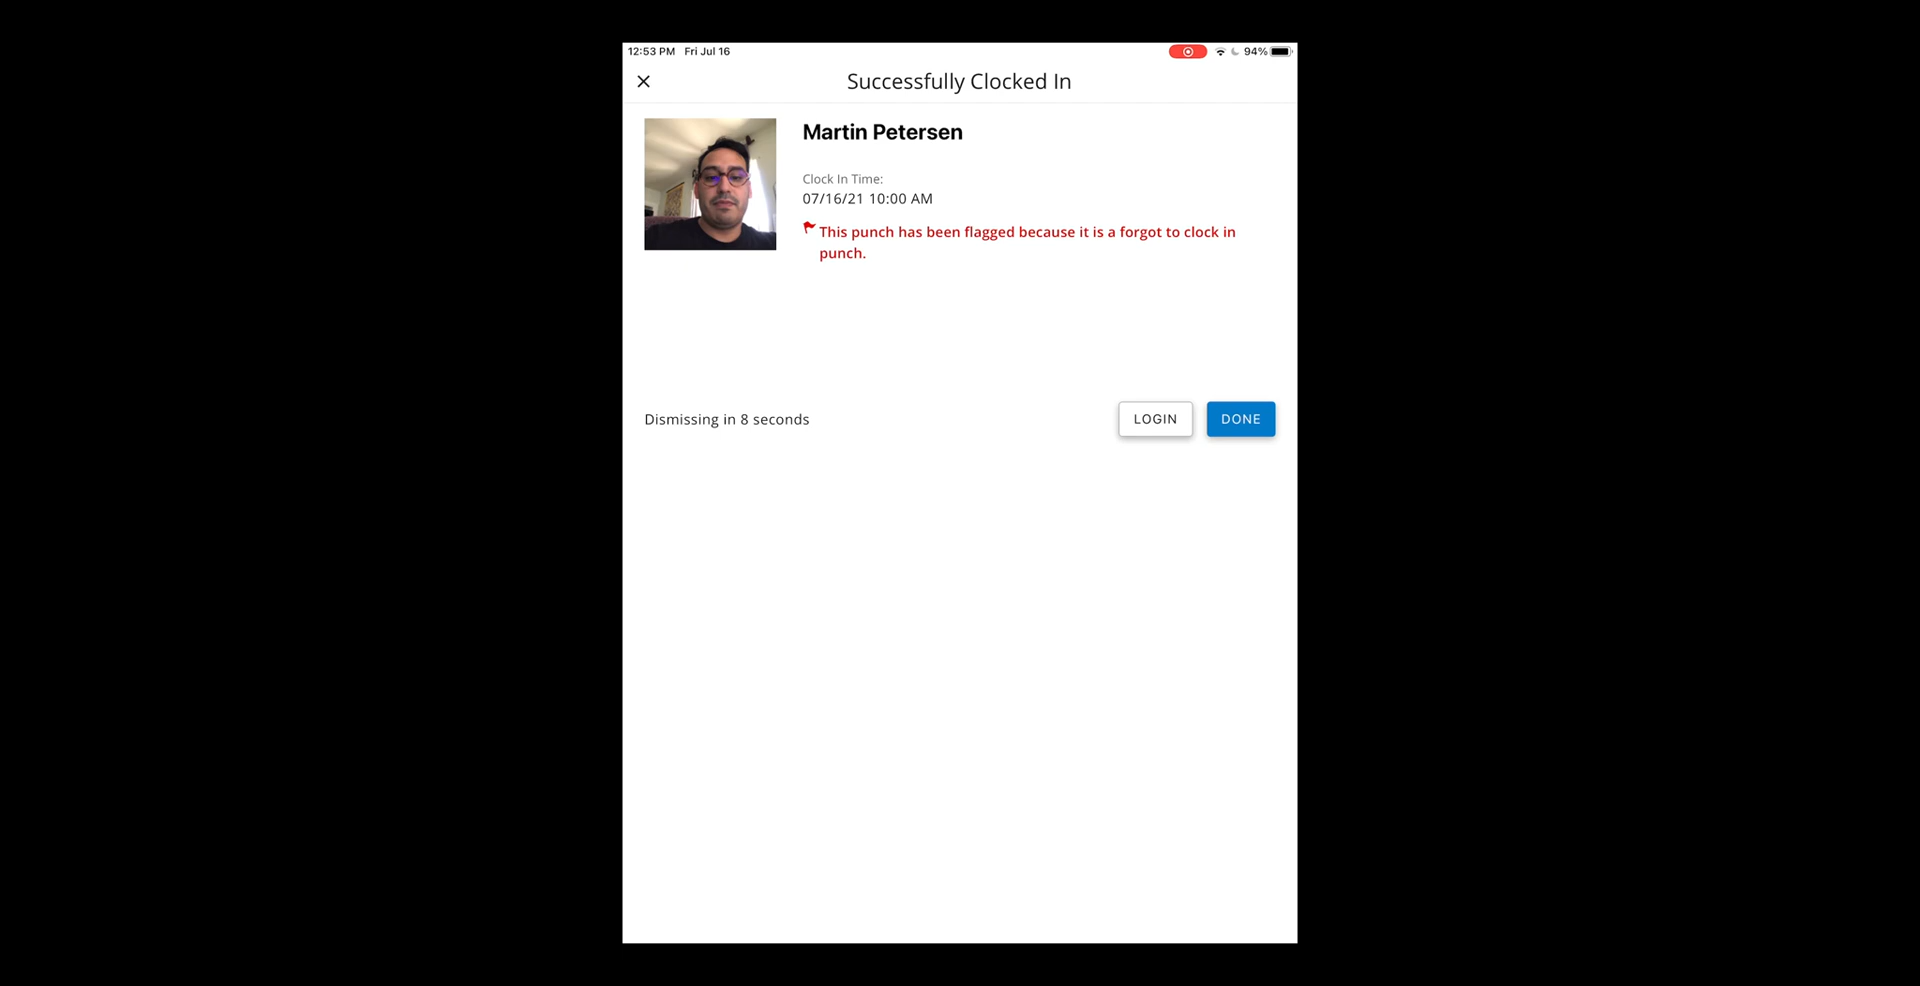 12:53 PM Fri Jul 16
94%
Successfully Clocked In
Martin Petersen
Clock In Time:
07/16/21 10:00 AM
This punch has been flagged because it is a forgot to clock in
punch.
Dismissing in 8 seconds
LOGIN
DONE